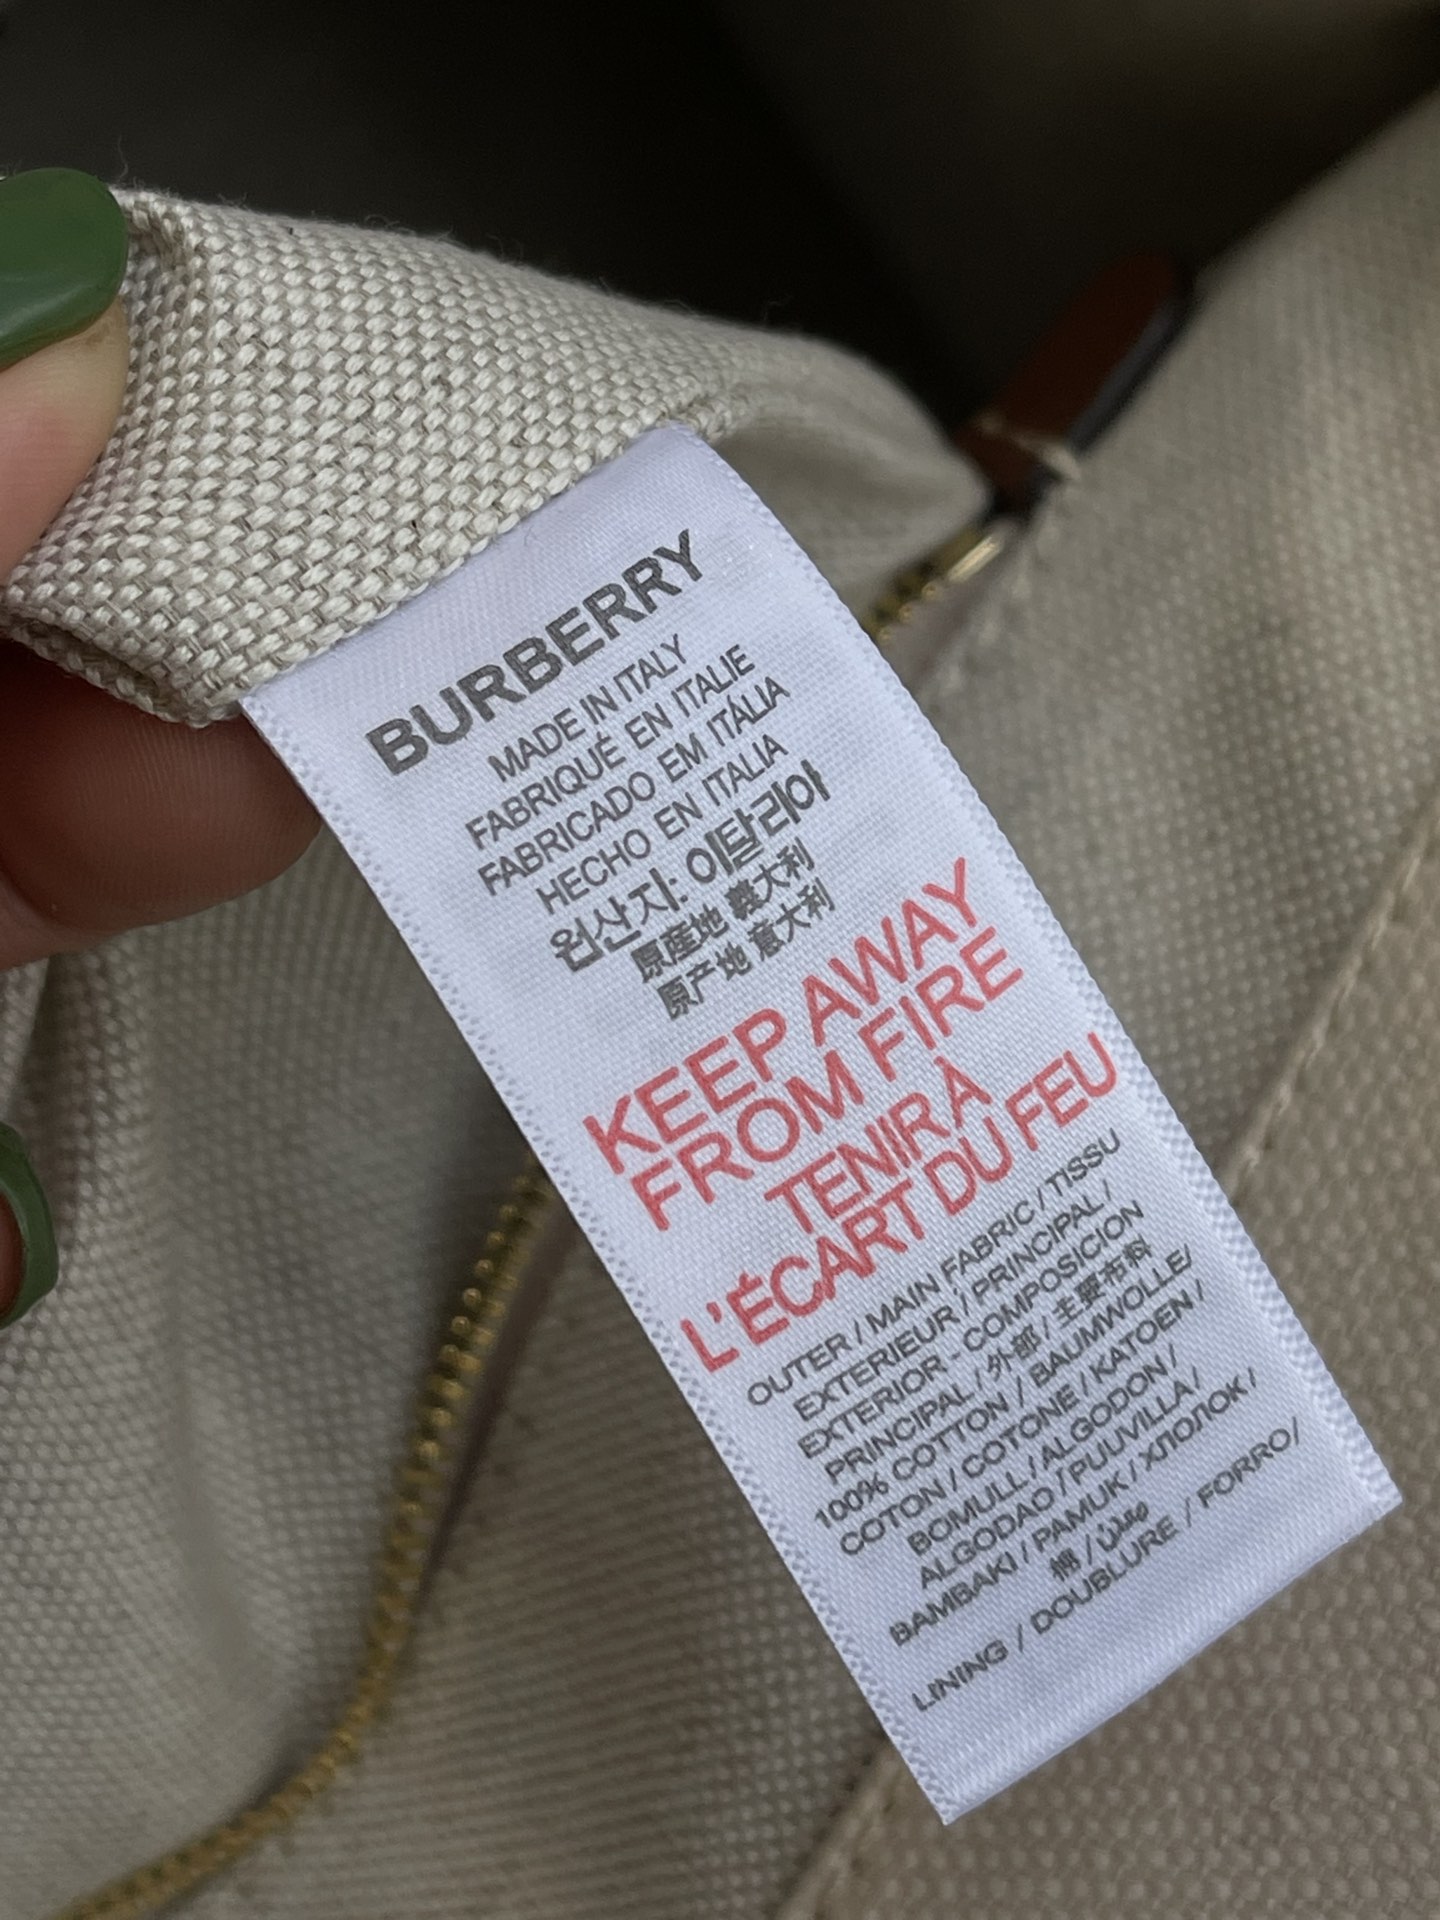 BURBERRY
MADE IN ITALY
FABRIQUÉ EN ITALIE
FABRICADO EM ITÁLIA
HECHO EN ITALIA
원산지: 이탈리아
原産地 義大利
原产地 意大利
KEEP AWAY
FROM FIRE
TENIR À
L'ÉCART DU FEU
OUTER / MAIN FABRIC / TISSU
EXTERIEUR / PRINCIPAL /
EXTERIOR - COMPOSICION
PRINCIPAL / 外部 / 主要布料
100% COTTON / BAUMWOLLE/
COTON / COTONE / KATOEN /
BOMULL / ALGODON /
ALGODAO / PUUVILLA /
BAMBAKI / PAMUK / ХЛОПОК /
棉 / قطن
LINING / DOUBLURE / FORRO/